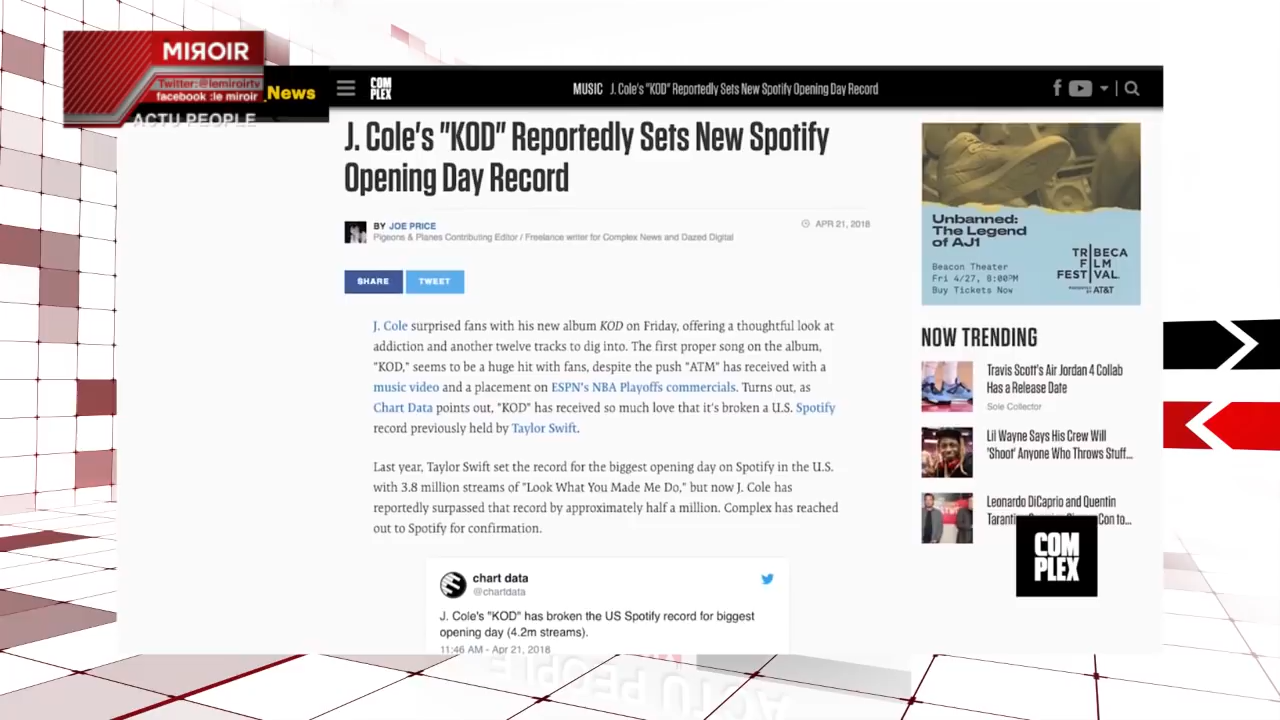 MIЯOIR
Twitter:@lemiroirtv
facebook :le miroir
News
ACTU PEOPLE
COM
PLEX
MUSIC J. Cole's "KOD" Reportedly Sets New Spotify Opening Day Record
J. Cole's "KOD" Reportedly Sets New Spotify
Opening Day Record
BY JOE PRICE
Pigeons & Planes Contributing Editor / Freelance writer for Complex News and Dazed Digital
APR 21, 2018
SHARE
TWEET
J. Cole surprised fans with his new album KOD on Friday, offering a thoughtful look at
addiction and another twelve tracks to dig into. The first proper song on the album,
"KOD," seems to be a huge hit with fans, despite the push "ATM" has received with a
music video and a placement on ESPN's NBA Playoffs commercials. Turns out, as
Chart Data points out, "KOD" has received so much love that it's broken a U.S. Spotify
record previously held by Taylor Swift.
Last year, Taylor Swift set the record for the biggest opening day on Spotify in the U.S.
with 3.8 million streams of "Look What You Made Me Do," but now J. Cole has
reportedly surpassed that record by approximately half a million. Complex has reached
out to Spotify for confirmation.
chart data
@chartdata
J. Cole's "KOD" has broken the US Spotify record for biggest
opening day (4.2m streams).
11:46 AM - Apr 21, 2018
Unbanned:
The Legend
of AJ1
Beacon Theater
Fri 4/27, 8:00PM
Buy Tickets Now
TRIBECA
FILM
FESTIVAL
PRESENTED BY AT&T
NOW TRENDING
Travis Scott's Air Jordan 4 Collab
Has a Release Date
Sole Collector
Lil Wayne Says His Crew Will
'Shoot' Anyone Who Throws Stuff...
Leonardo DiCaprio and Quentin
Con to...
COM
PLEX
ACTU PEOPLE